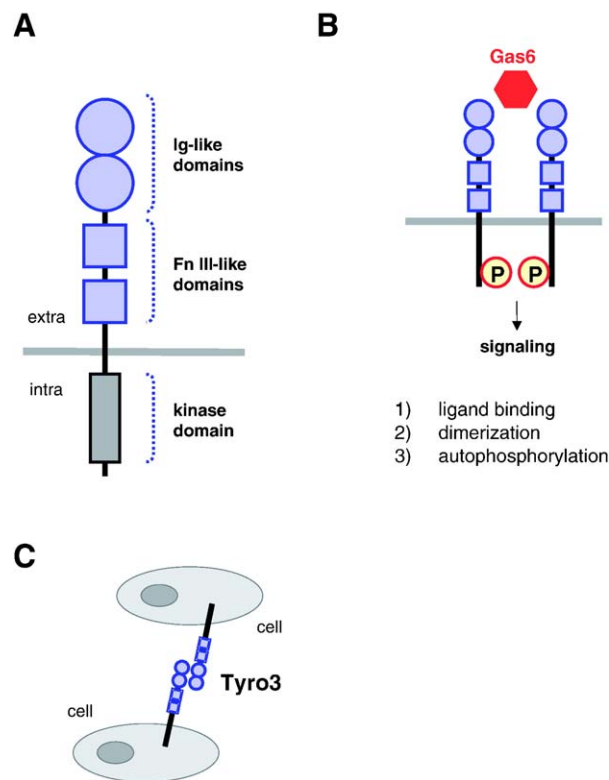 A
Ig-like
domains
Fn III-like
domains
extra
intra
kinase
domain
B
Gas6
P P
signaling
1) ligand binding
2) dimerization
3) autophosphorylation
C
cell
Tyro3
cell